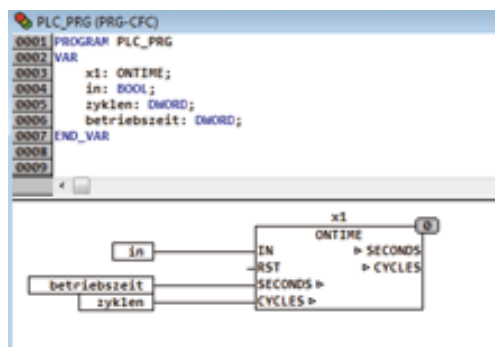 PLC_PRG (PRG-CFC)
0001 PROGRAM PLC_PRG
0002 VAR
0003 x1: ONTIME;
0004 in: BOOL;
0005 zyklen: DWORD;
0006 betriebszeit: DWORD;
0007 END_VAR
0008
0009
x1
0
ONTIME
in
IN
SECONDS
RST
CYCLES
betriebszeit
SECONDS
zyklen
CYCLES